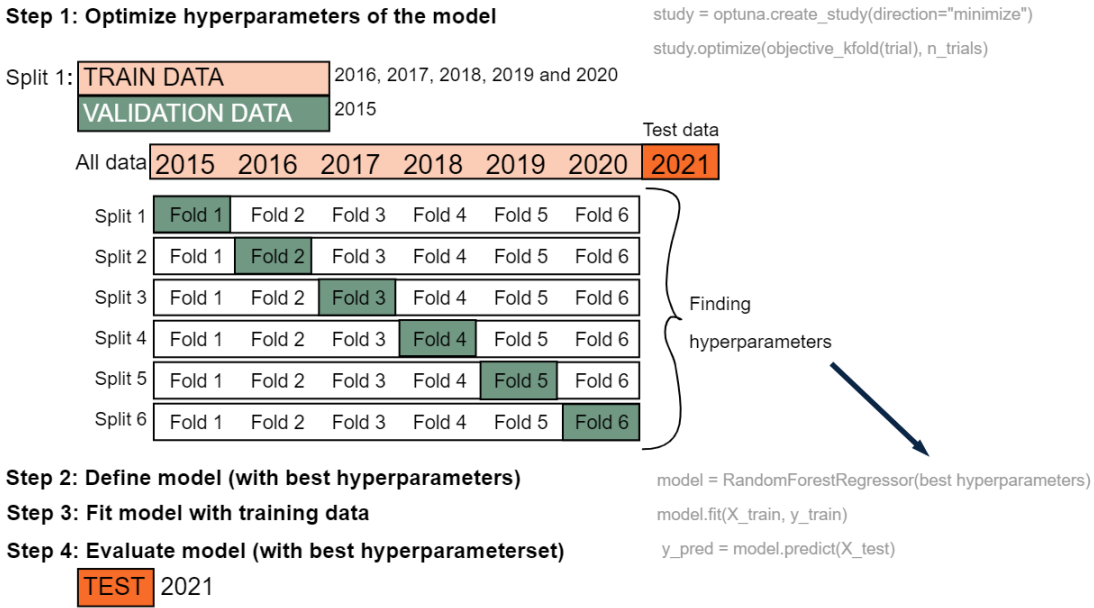 Step 1: Optimize hyperparameters of the model
study = optuna.create_study(direction="minimize")
study.optimize(objective_kfold(trial), n_trials)
Split 1: TRAIN DATA 2016, 2017, 2018, 2019 and 2020
VALIDATION DATA 2015
Test data
All data 2015 2016 2017 2018 2019 2020 2021
Split 1 Fold 1 Fold 2 Fold 3 Fold 4 Fold 5 Fold 6
Split 2 Fold 1 Fold 2 Fold 3 Fold 4 Fold 5 Fold 6
Split 3 Fold 1 Fold 2 Fold 3 Fold 4 Fold 5 Fold 6
Split 4 Fold 1 Fold 2 Fold 3 Fold 4 Fold 5 Fold 6
Split 5 Fold 1 Fold 2 Fold 3 Fold 4 Fold 5 Fold 6
Split 6 Fold 1 Fold 2 Fold 3 Fold 4 Fold 5 Fold 6
Finding
hyperparameters
Step 2: Define model (with best hyperparameters)
model = RandomForestRegressor(best hyperparameters)
Step 3: Fit model with training data
model.fit(X_train, y_train)
Step 4: Evaluate model (with best hyperparameterset)
y_pred = model.predict(X_test)
TEST 2021